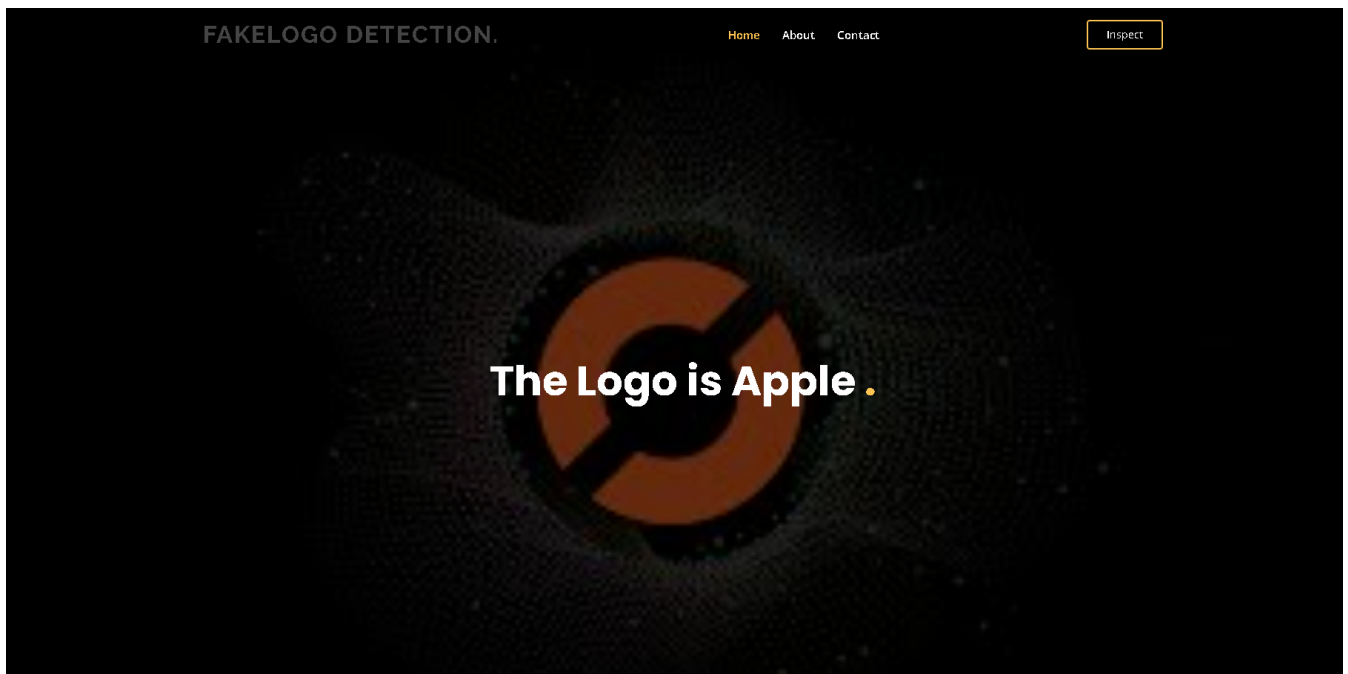 FAKELOGO DETECTION.
Home About Contact
Inspect
The Logo is Apple .